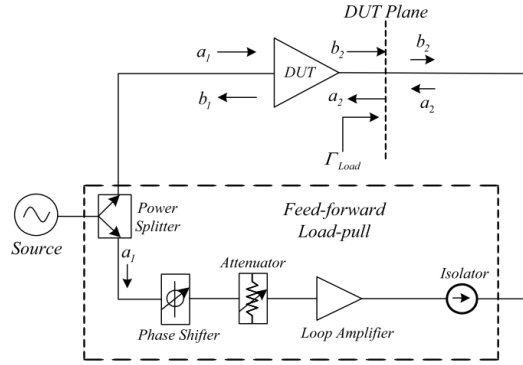 DUT Plane
a1
b2
b2
DUT
b1
a2
a2
ΓLoad
Power
Splitter
Feed-forward
Load-pull
Source
a1
Attenuator
Isolator
Phase Shifter
Loop Amplifier